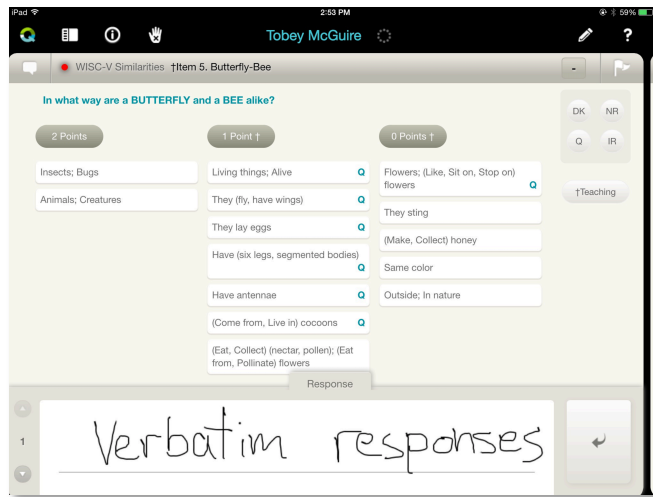 iPad 2:53 PM 59%
Q Tobey McGuire ?
WISC-V Similarities †Item 5. Butterfly-Bee -
In what way are a BUTTERFLY and a BEE alike?
2 Points
Insects; Bugs
Animals; Creatures
1 Point †
Living things; Alive Q
They (fly, have wings) Q
They lay eggs Q
Have (six legs, segmented bodies)
Q
Have antennae Q
(Come from, Live in) cocoons Q
(Eat, Collect) (nectar, pollen); (Eat
from, Pollinate) flowers
0 Points †
Flowers; (Like, Sit on, Stop on)
flowers Q
They sting
(Make, Collect) honey
Same color
Outside; In nature
DK NR
Q IR
†Teaching
Response
1
Verbatim responses